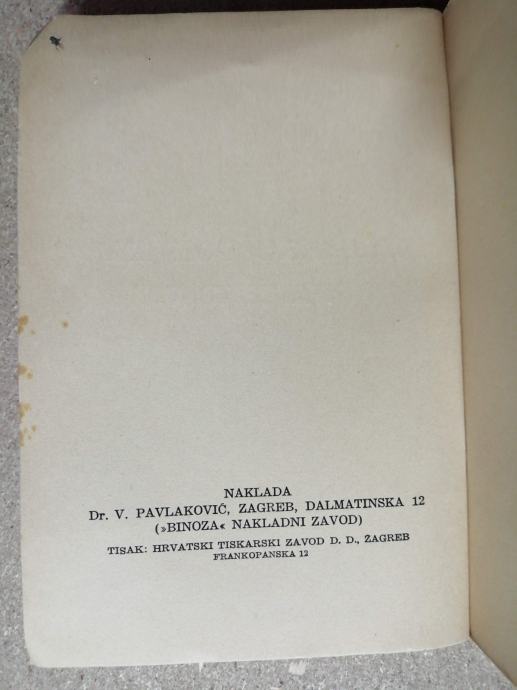 NAKLADA
Dr. V. PAVLAKOVIĆ, ZAGREB, DALMATINSKA 12
(»BINOZA« NAKLADNI ZAVOD)
TISAK: HRVATSKI TISKARSKI ZAVOD D. D., ZAGREB
FRANKOPANSKA 12